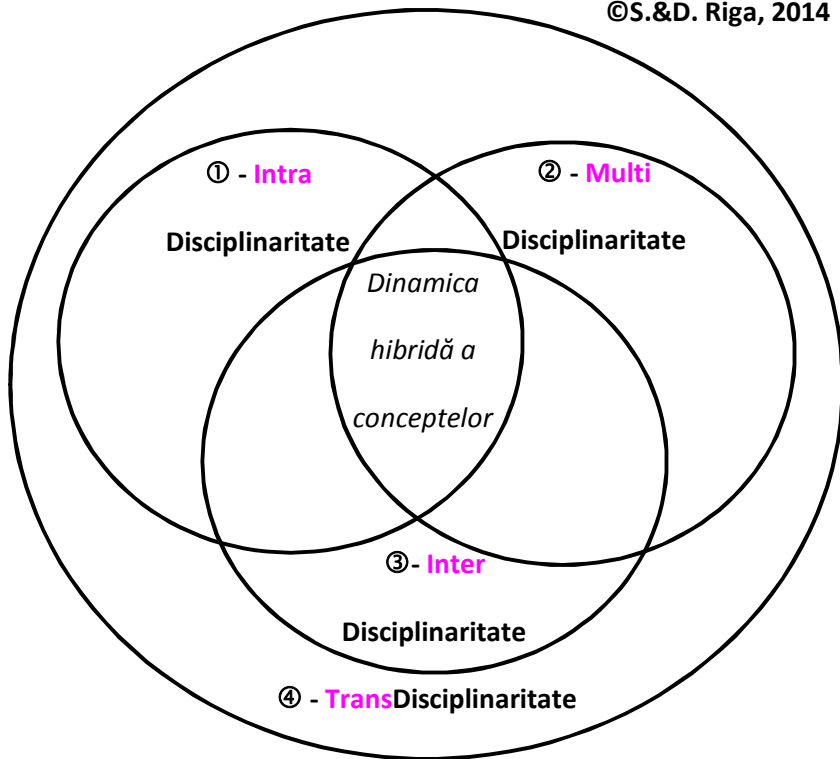 ©S.&D. Riga, 2014
① - Intra
Disciplinaritate
② - Multi
Disciplinaritate
Dinamica
hibridă a
conceptelor
③- Inter
Disciplinaritate
④ - TransDisciplinaritate